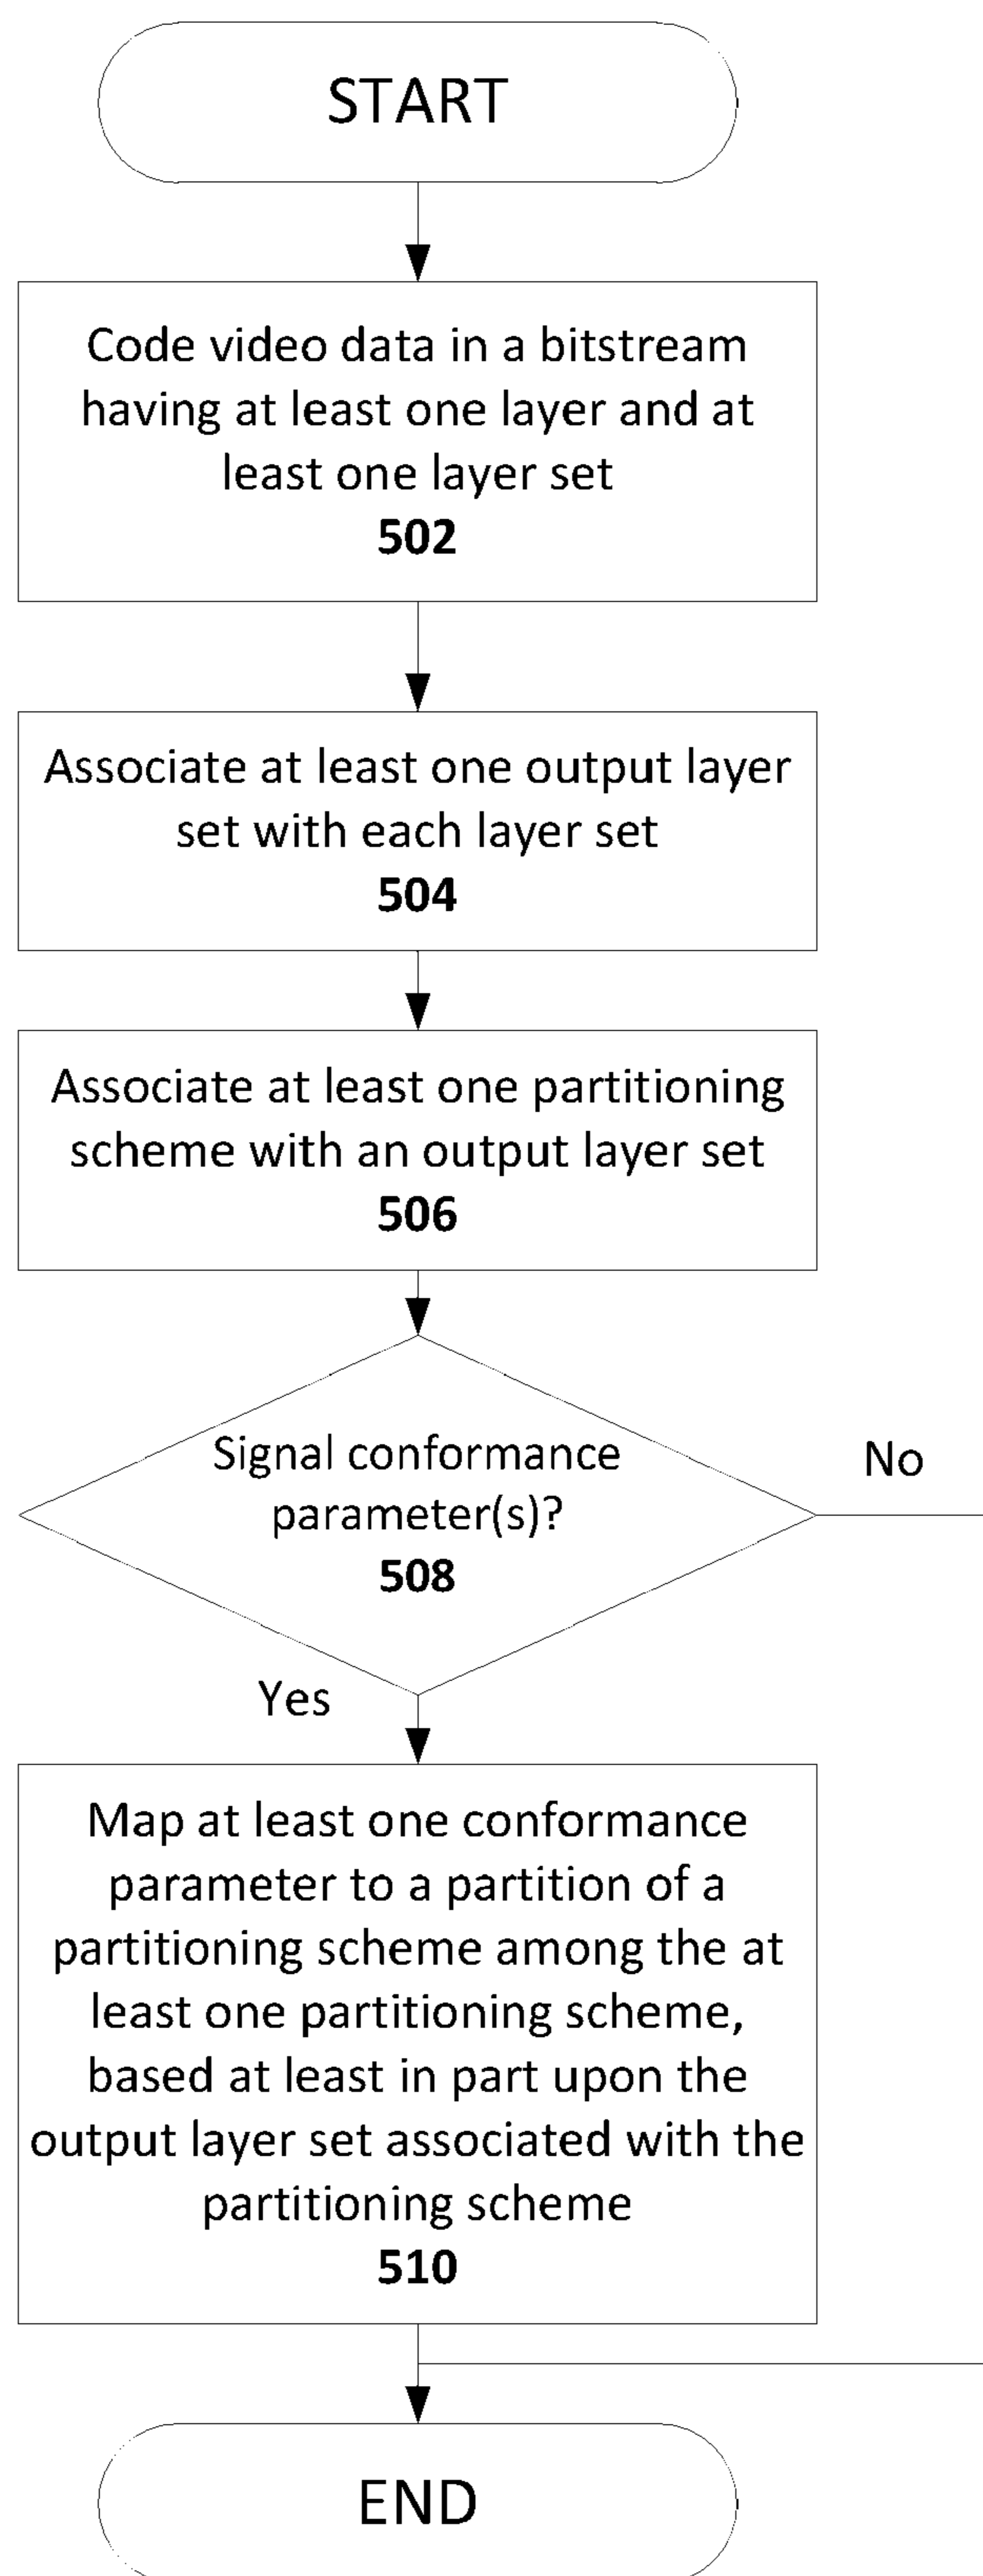 START
Code video data in a bitstream
having at least one layer and at
least one layer set
502
Associate at least one output layer
set with each layer set
504
Associate at least one partitioning
scheme with an output layer set
506
Signal conformance
parameter(s)?
508
No
Yes
Map at least one conformance
parameter to a partition of a
partitioning scheme among the at
least one partitioning scheme,
based at least in part upon the
output layer set associated with the
partitioning scheme
510
END